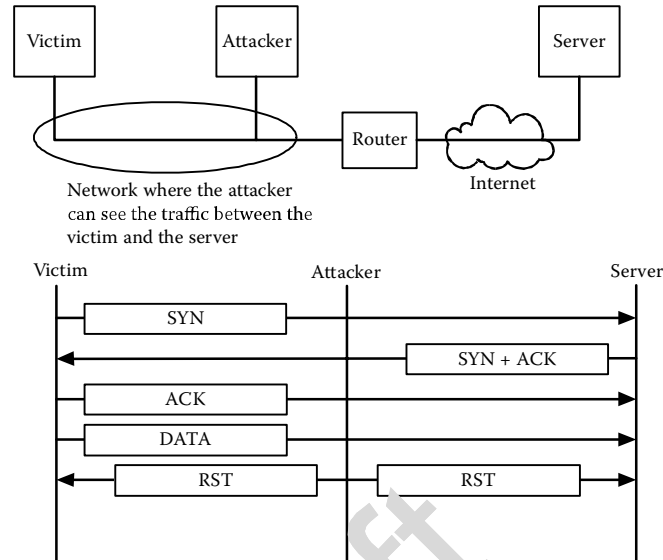 Victim
Attacker
Server
Router
Internet
Network where the attacker
can see the traffic between the
victim and the server
Victim
Attacker
Server
SYN
SYN + ACK
ACK
DATA
RST
RST